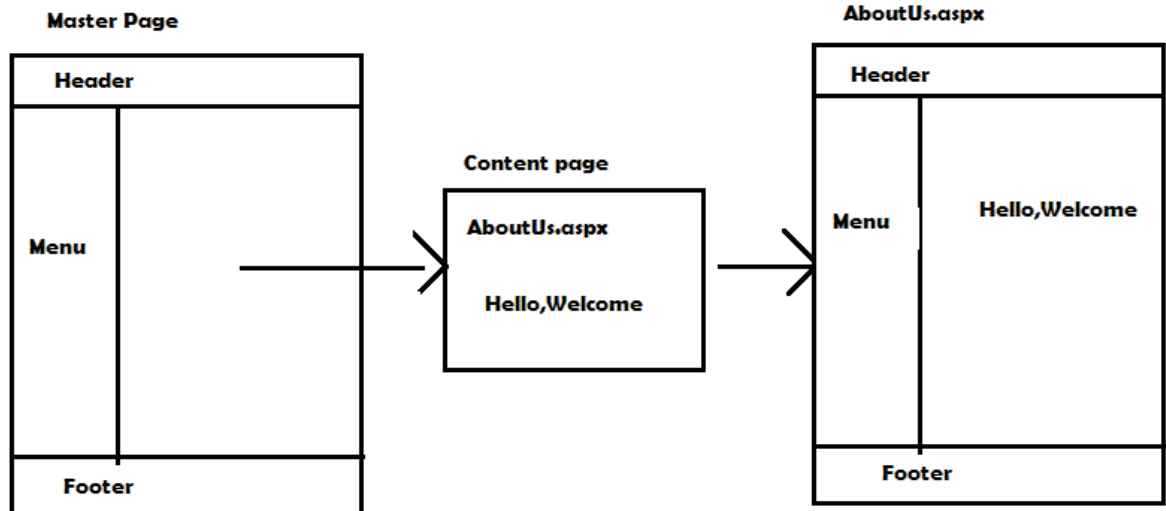 Master Page
Header
Menu
Footer
Content page
AboutUs.aspx
Hello,Welcome
AboutUs.aspx
Header
Menu
Hello,Welcome
Footer